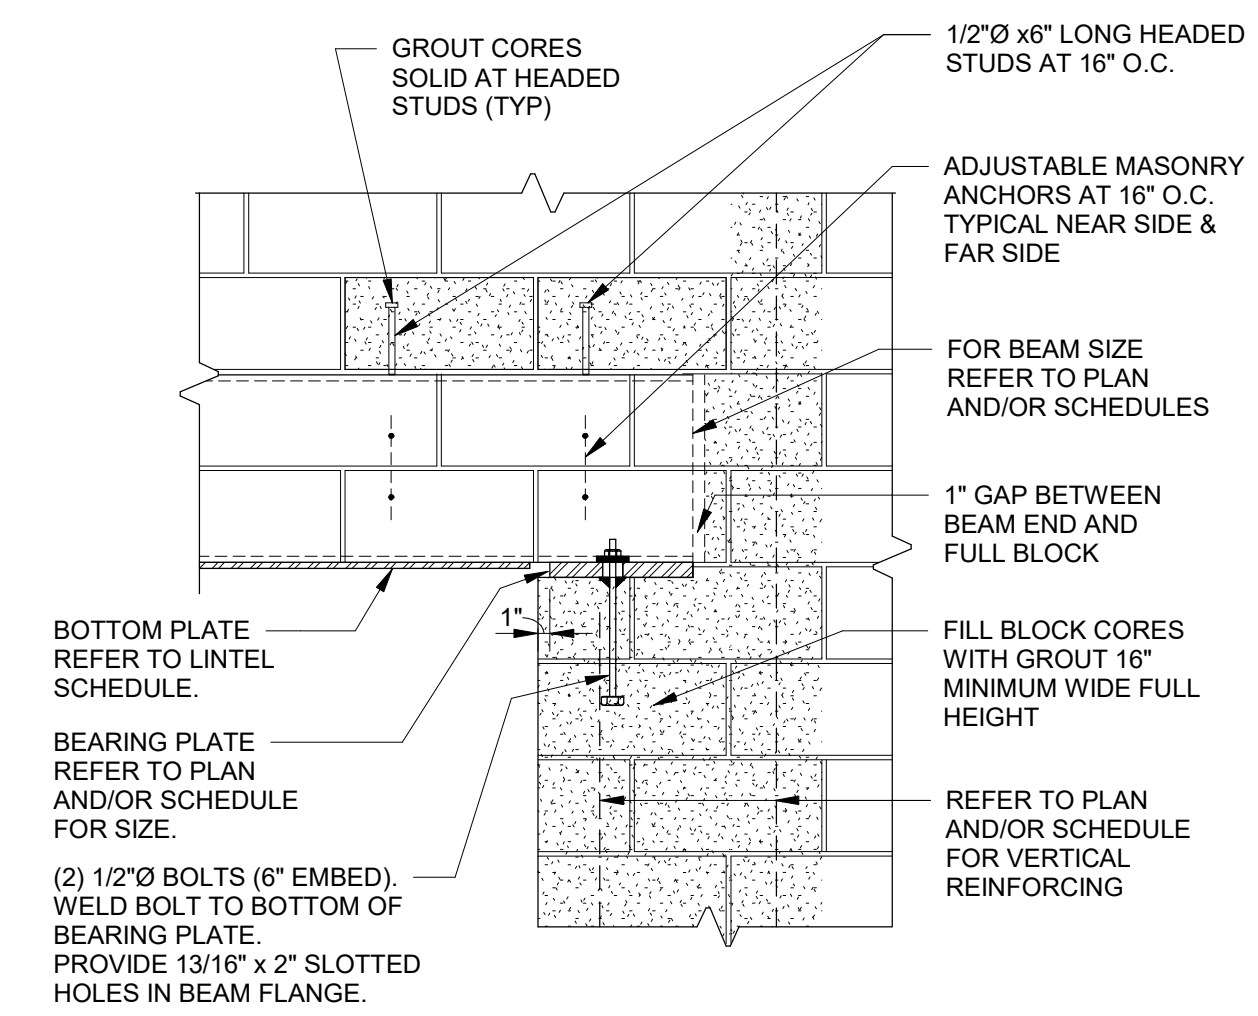 GROUT CORES
SOLID AT HEADED
STUDS (TYP)
1/2"Ø x6" LONG HEADED
STUDS AT 16" O.C.
ADJUSTABLE MASONRY
ANCHORS AT 16" O.C.
TYPICAL NEAR SIDE &
FAR SIDE
FOR BEAM SIZE
REFER TO PLAN
AND/OR SCHEDULES
1" GAP BETWEEN
BEAM END AND
FULL BLOCK
1"
BOTTOM PLATE
REFER TO LINTEL
SCHEDULE.
FILL BLOCK CORES
WITH GROUT 16"
MINIMUM WIDE FULL
HEIGHT
BEARING PLATE
REFER TO PLAN
AND/OR SCHEDULE
FOR SIZE.
REFER TO PLAN
AND/OR SCHEDULE
FOR VERTICAL
REINFORCING
(2) 1/2"Ø BOLTS (6" EMBED).
WELD BOLT TO BOTTOM OF
BEARING PLATE.
PROVIDE 13/16" x 2" SLOTTED
HOLES IN BEAM FLANGE.